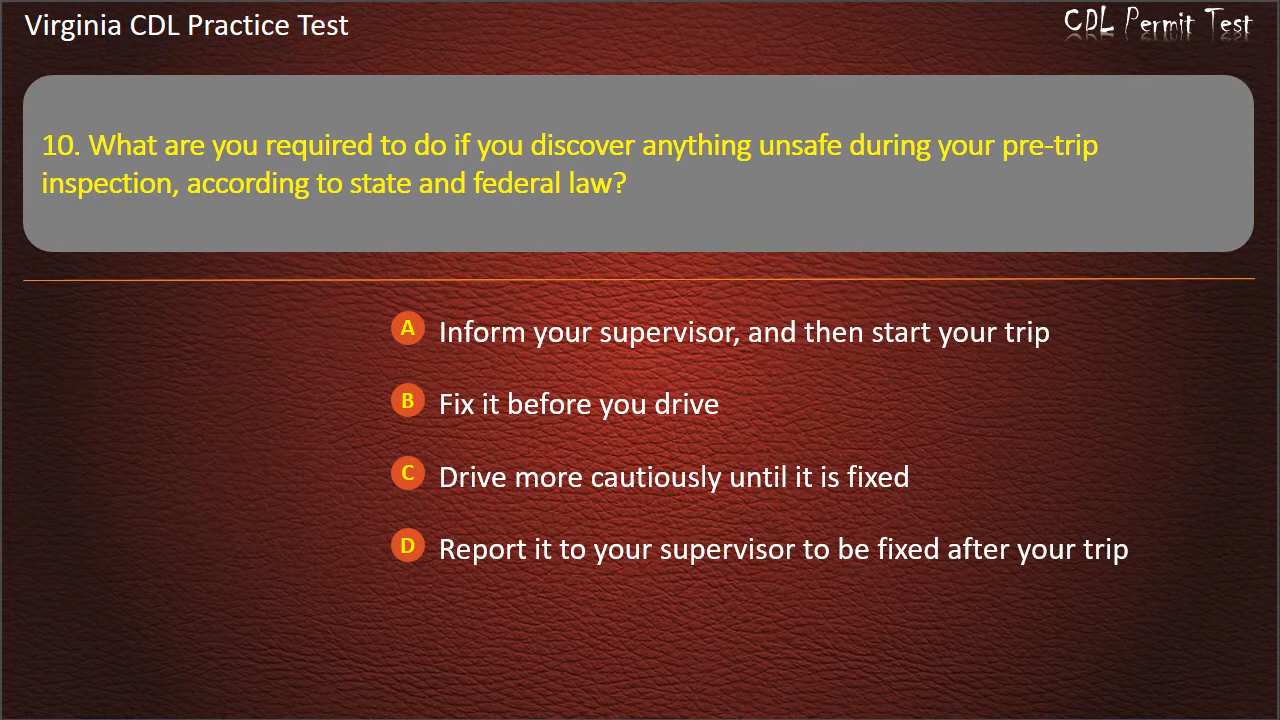 Virginia CDL Practice Test
CDL Permit Test
10. What are you required to do if you discover anything unsafe during your pre-trip
inspection, according to state and federal law?
A Inform your supervisor, and then start your trip
B Fix it before you drive
C Drive more cautiously until it is fixed
D Report it to your supervisor to be fixed after your trip